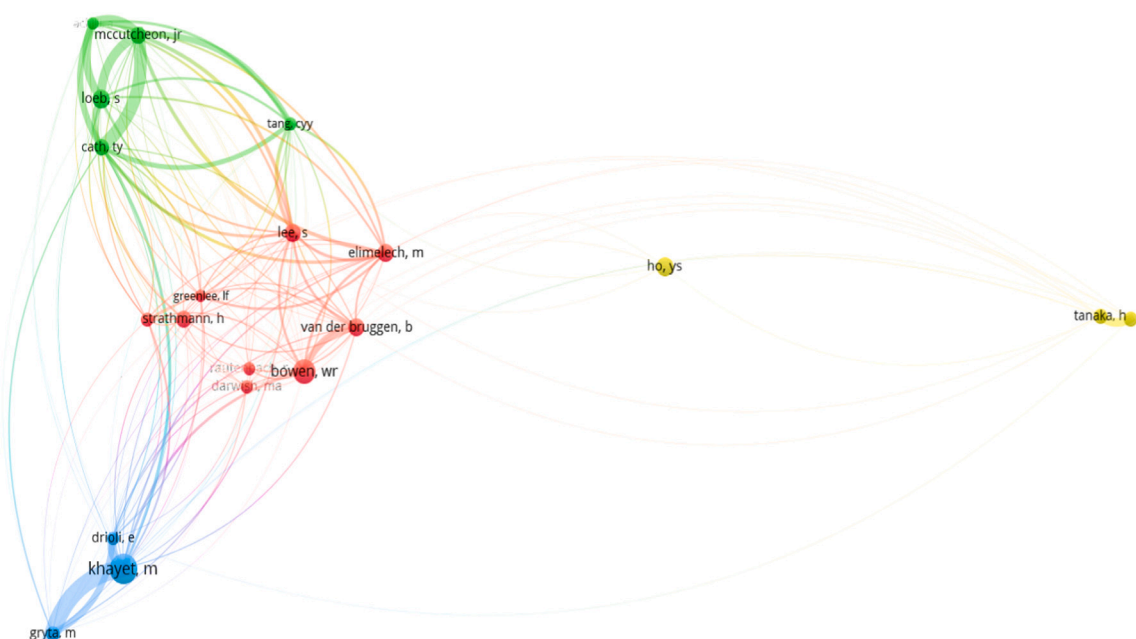 mccutcheon, jr
loeb, s
tang, cyy
cath, ty
lee, s
elimelech, m
ho, ys
greenlee, lf
tanaka, h
strathmann, h
van der bruggen, b
bowen, wr
darwish, ma
drioli, e
khayet, m
gryta, m